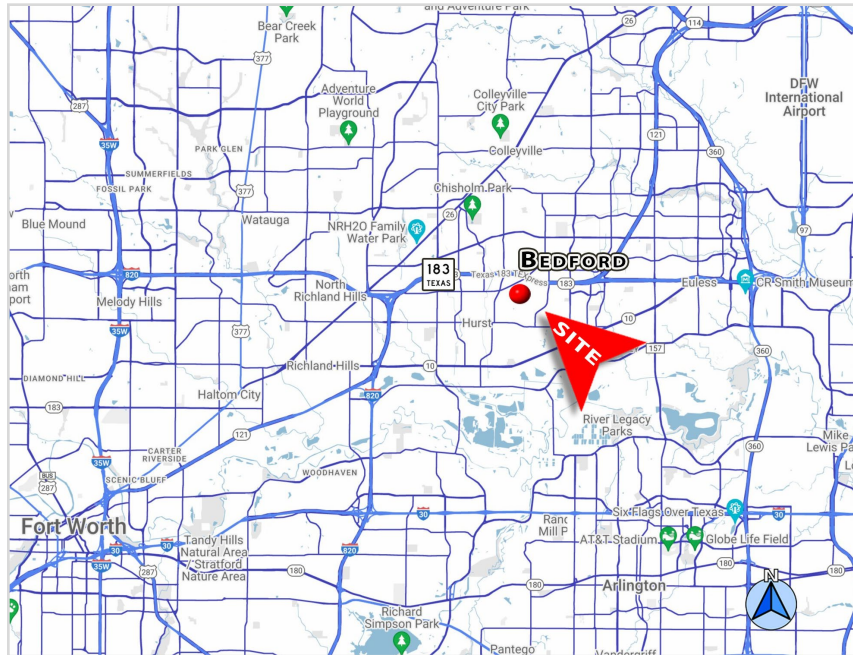 and Adventure Park
Bear Creek
Park
26
114
377
377
DFW
International
Airport
Adventure
World
Playground
Colleyville
City Park
287
121
35W
PARK GLEN
Colleyville
360
SUMMERFIELDS
FOSSIL PARK
377
Chisholm Park
26
Blue Mound
Watauga
NRH2O Family
Water Park
97
BEDFORD
183
TEXAS
Texas 183 TExpress
183
820
Euless
CR Smith Museum
North
Richland Hills
Melody Hills
10
35W
377
Hurst
SITE
157
360
10
Richland Hills
DIAMOND HILL
Haltom City
820
183
River Legacy
Parks
121
360
Mike
Lewis Pa
CARTER
RIVERSIDE
35W
WOODHAVEN
SCENIC BLUFF
287
Fort Worth
30
Six Flags Over Texas
30
Tandy Hills
Natural Area
/ Stratford
Nature Area
30
820
Mill P
AT&T Stadium
Globe Life Field
35W
180
180
180
Arlington
N
Richard
Simpson Park
Pantego
Vandergriff